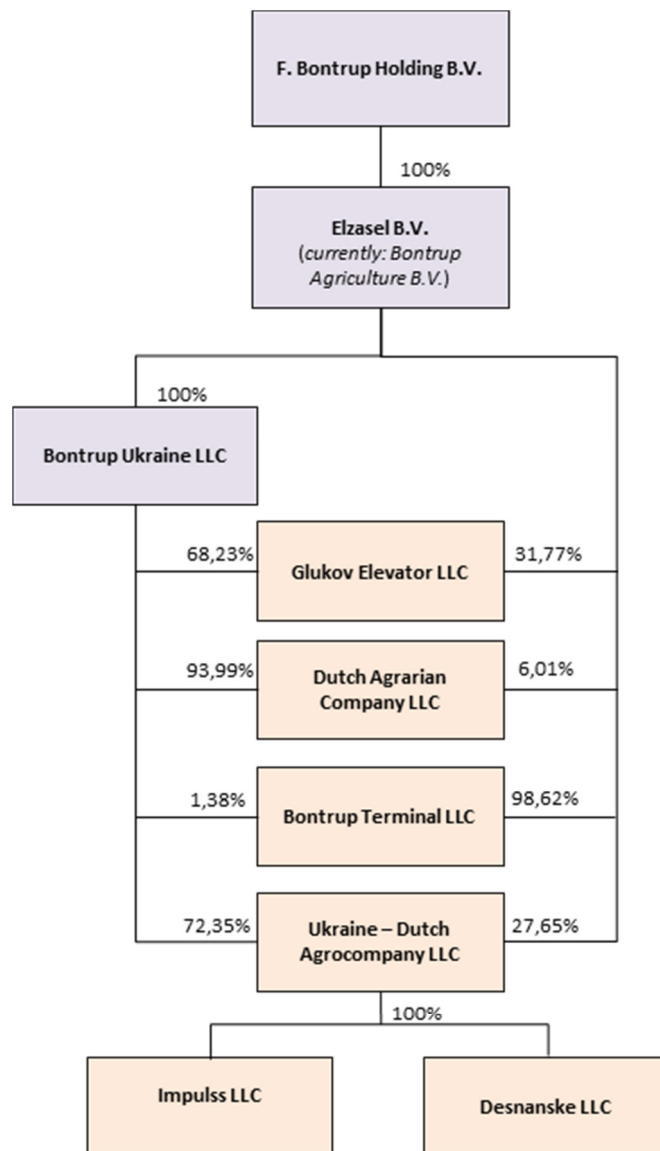 F. Bontrup Holding B.V.
100%
Elzasel B.V.
(currently: Bontrup
Agriculture B.V.)
100%
Bontrup Ukraine LLC
68,23%
Glukov Elevator LLC
31,77%
93,99%
Dutch Agrarian
Company LLC
6,01%
1,38%
Bontrup Terminal LLC
98,62%
72,35%
Ukraine – Dutch
Agrocompany LLC
27,65%
100%
Impulss LLC
Desnanske LLC